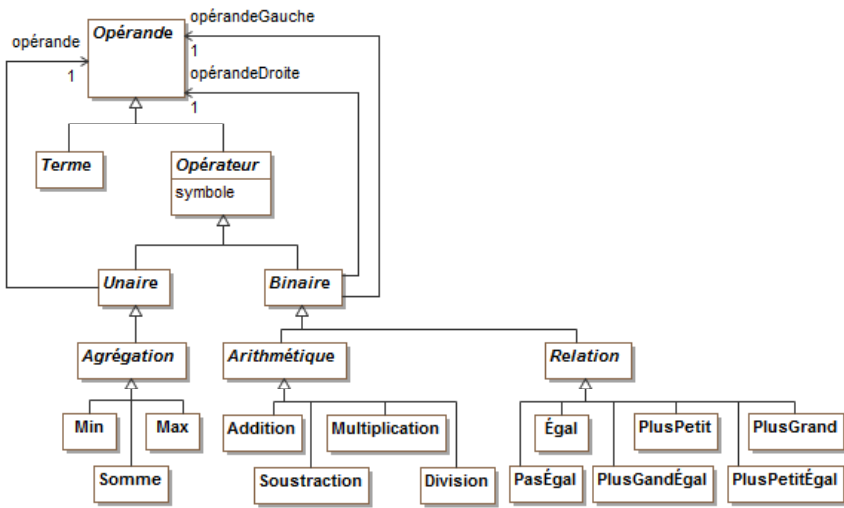 opérandeGauche
Opérande
opérande
1
1
opérandeDroite
1
Terme
Opérateur
symbole
Unaire
Binaire
Agrégation
Arithmétique
Relation
Min
Max
Addition
Multiplication
Égal
PlusPetit
PlusGrand
Somme
Soustraction
Division
PasÉgal
PlusGandÉgal
PlusPetitÉgal